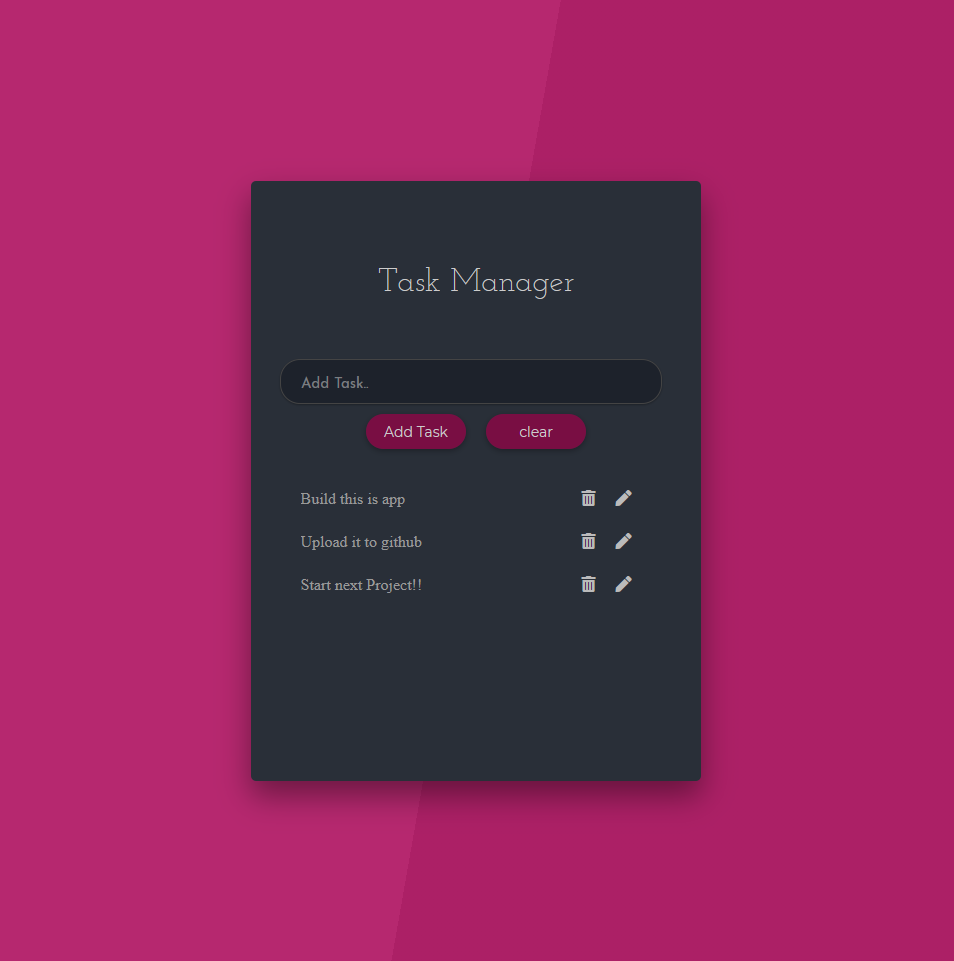 Task Manager
Add Task..
Add Task
clear
Build this is app
Upload it to github
Start next Project!!